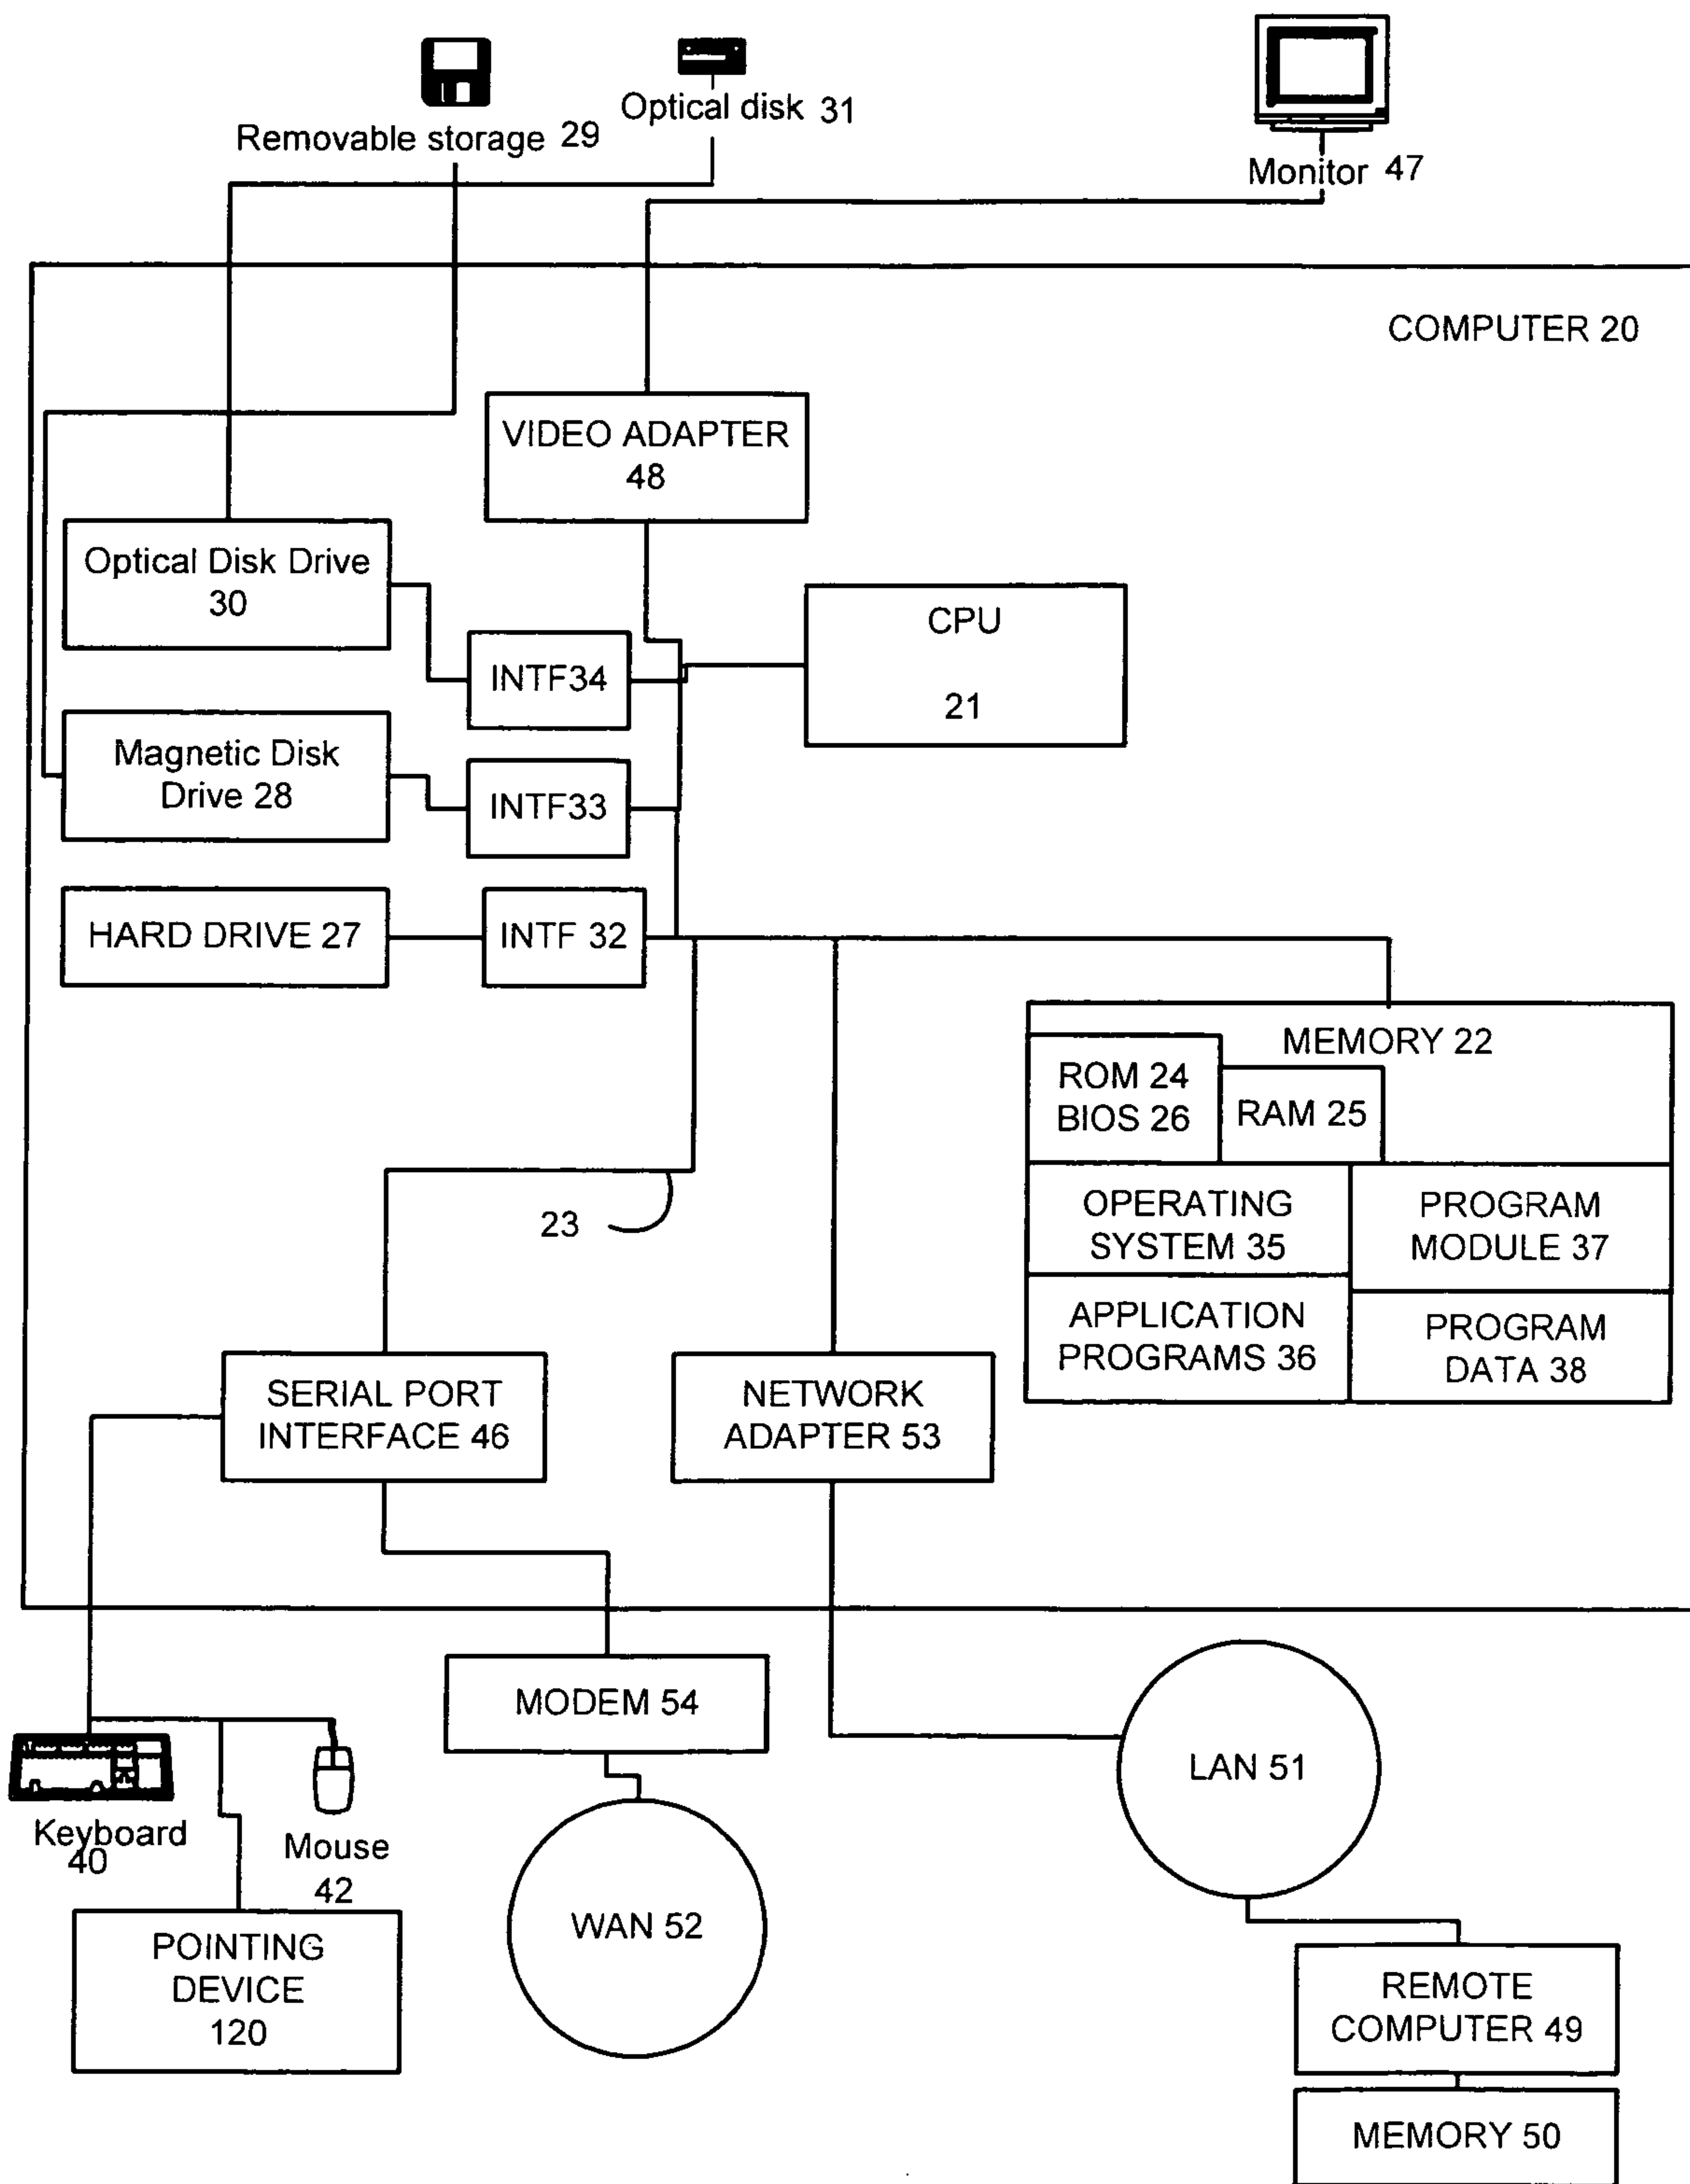 Optical disk 31
Removable storage 29
Monitor 47
COMPUTER 20
VIDEO ADAPTER
48
Optical Disk Drive
30
CPU
21
INTF34
Magnetic Disk
Drive 28
INTF33
HARD DRIVE 27
INTF 32
MEMORY 22
ROM 24
BIOS 26
RAM 25
OPERATING
SYSTEM 35
PROGRAM
MODULE 37
23
APPLICATION
PROGRAMS 36
PROGRAM
DATA 38
SERIAL PORT
INTERFACE 46
NETWORK
ADAPTER 53
MODEM 54
LAN 51
Keyboard
40
Mouse
42
WAN 52
POINTING
DEVICE
120
REMOTE
COMPUTER 49
MEMORY 50